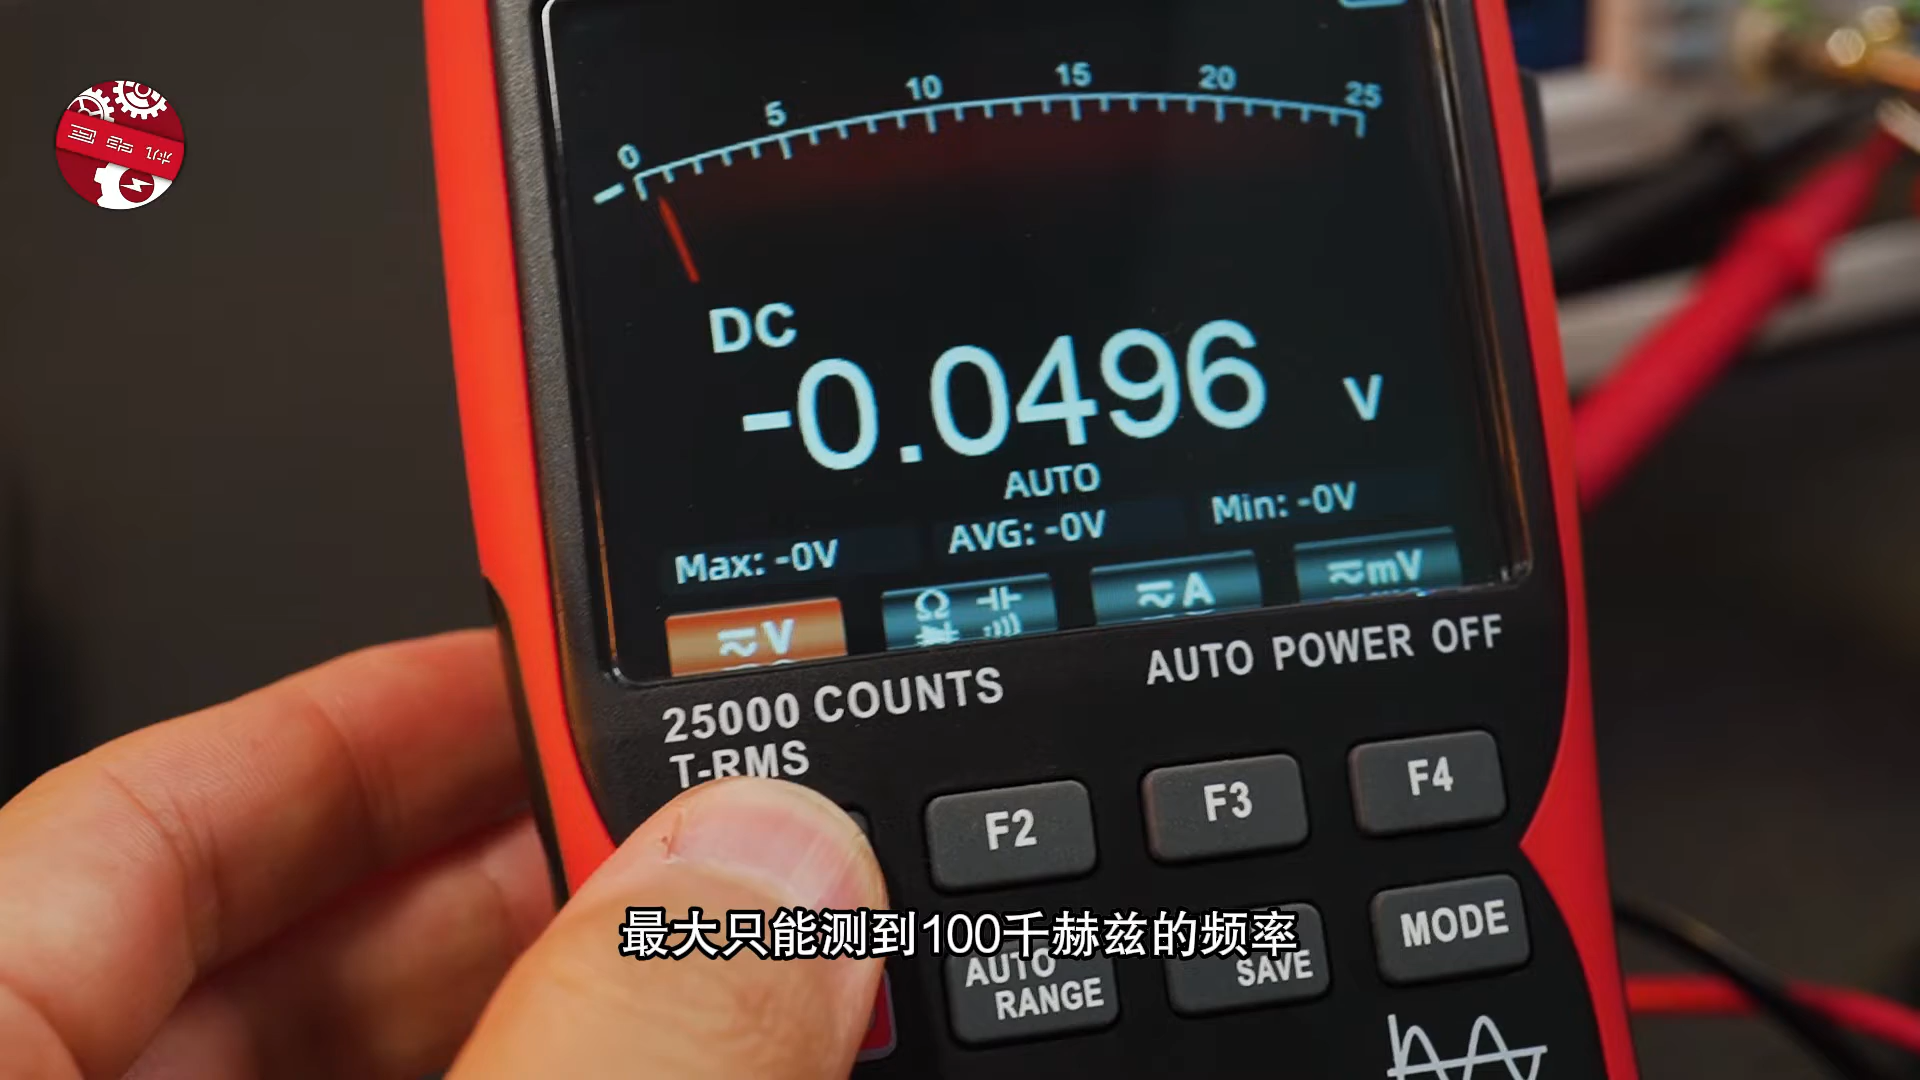 0 5 10 15 20 25
DC
-0.0496 V
AUTO
Max: -0V AVG: -0V Min: -0V
V Ω A mV
25000 COUNTS AUTO POWER OFF
T-RMS
F2 F3 F4
最大只能测到100千赫兹的频率
AUTO RANGE SAVE MODE